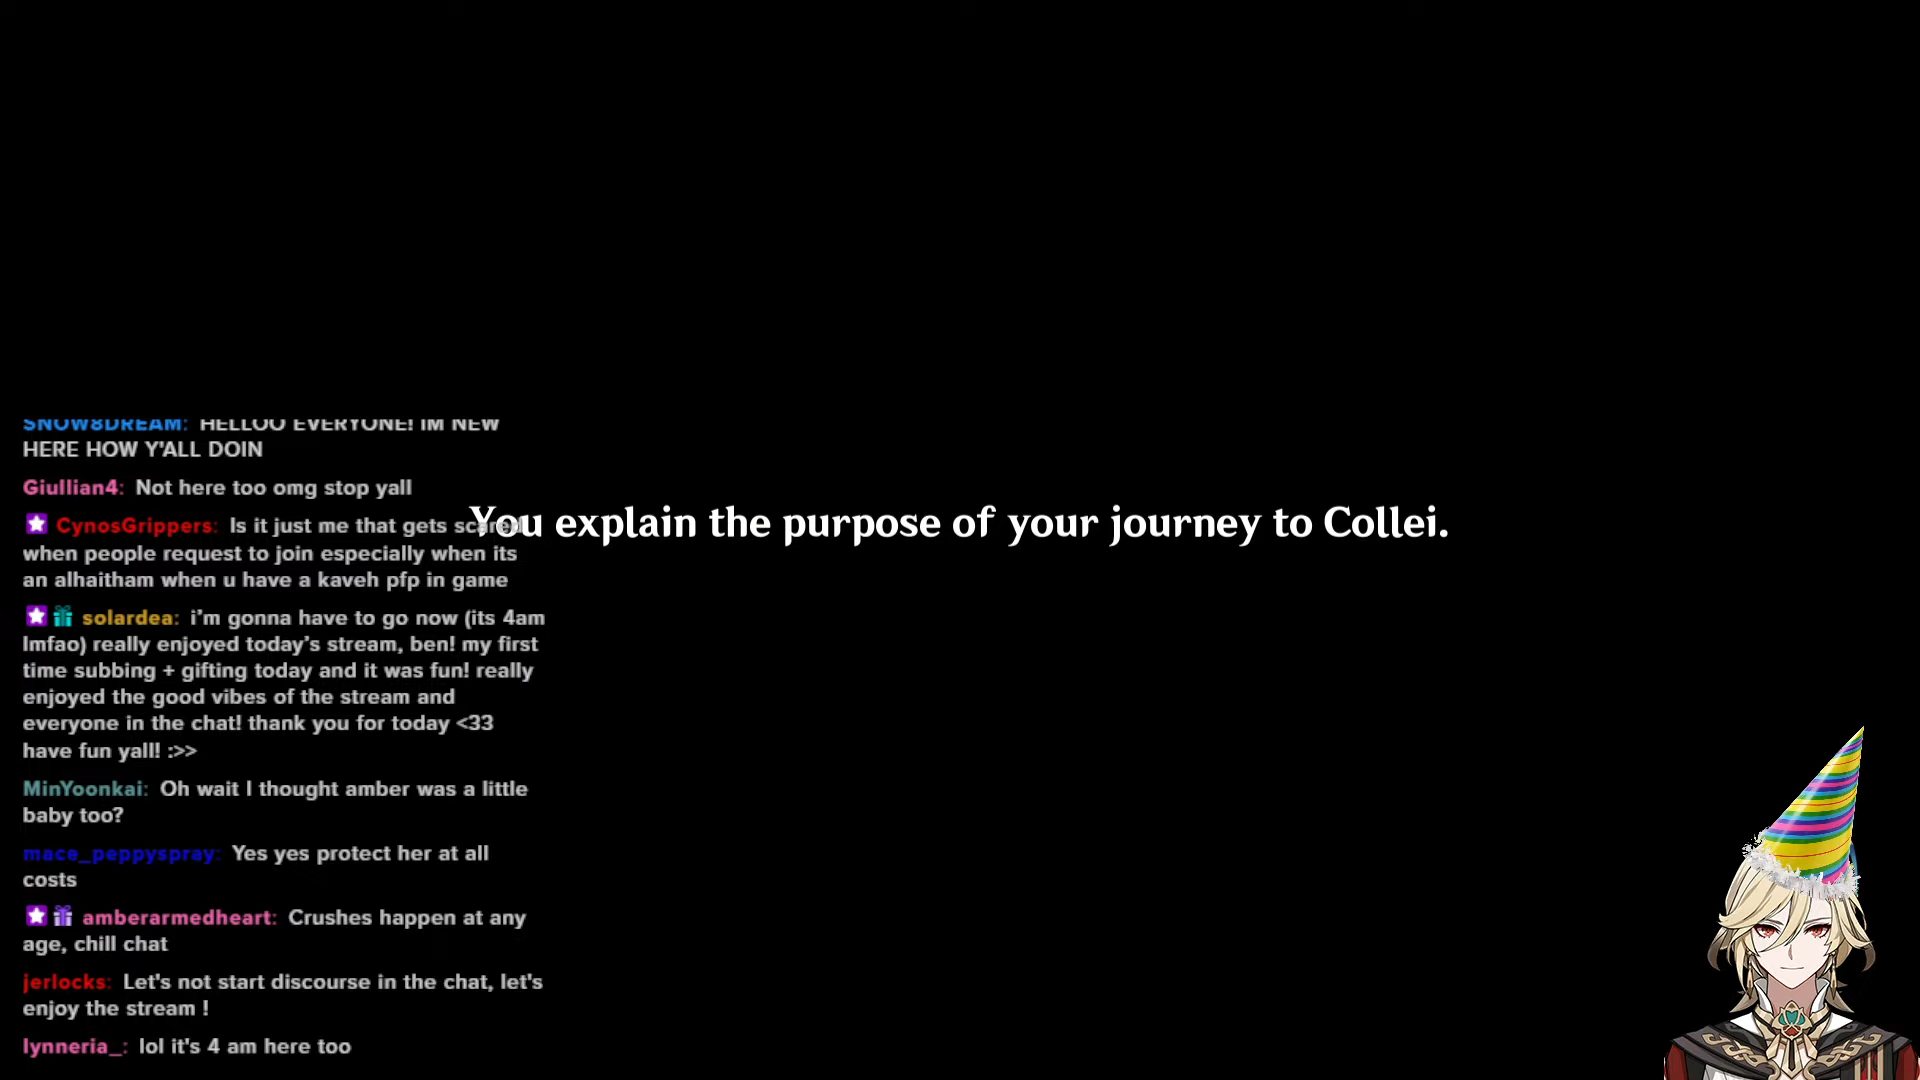 SNOW8DREAM: HELLOO EVERYONE! IM NEW
HERE HOW Y'ALL DOIN
Giullian4: Not here too omg stop yall
CynosGrippers: Is it just me that gets scared
when people request to join especially when its
an alhaitham when u have a kaveh pfp in game
You explain the purpose of your journey to Collei.
solardea: i'm gonna have to go now (its 4am
lmfao) really enjoyed today's stream, ben! my first
time subbing + gifting today and it was fun! really
enjoyed the good vibes of the stream and
everyone in the chat! thank you for today <33
have fun yall! :>>
MinYoonkai: Oh wait I thought amber was a little
baby too?
mace_peppyspray: Yes yes protect her at all
costs
amberarmedheart: Crushes happen at any
age, chill chat
jerlocks: Let's not start discourse in the chat, let's
enjoy the stream !
lynneria_: lol it's 4 am here too